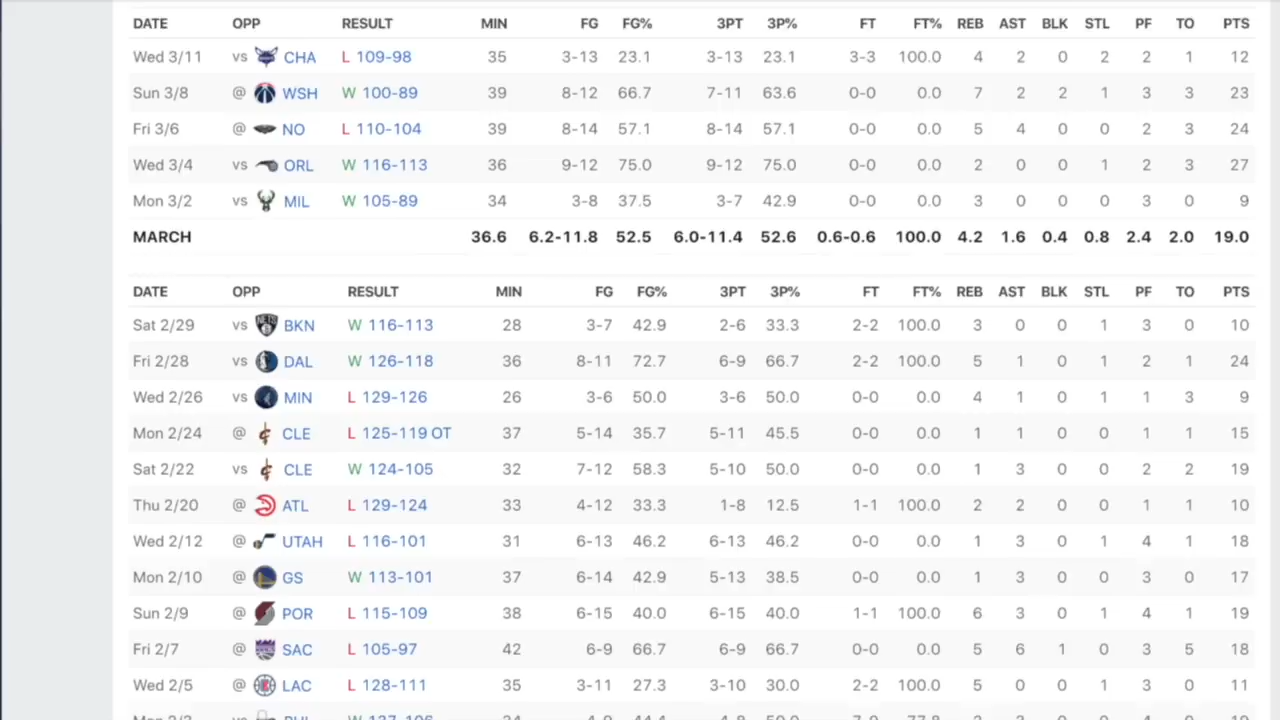 DATE OPP RESULT MIN FG FG% 3PT 3P% FT FT% REB AST BLK STL PF TO PTS
Wed 3/11 vs CHA L 109-98 35 3-13 23.1 3-13 23.1 3-3 100.0 4 2 0 2 2 1 12
Sun 3/8 @ WSH W 100-89 39 8-12 66.7 7-11 63.6 0-0 0.0 7 2 2 1 3 3 23
Fri 3/6 @ NO L 110-104 39 8-14 57.1 8-14 57.1 0-0 0.0 5 4 0 0 2 3 24
Wed 3/4 vs ORL W 116-113 36 9-12 75.0 9-12 75.0 0-0 0.0 2 0 0 1 2 3 27
Mon 3/2 vs MIL W 105-89 34 3-8 37.5 3-7 42.9 0-0 0.0 3 0 0 0 3 0 9
MARCH 36.6 6.2-11.8 52.5 6.0-11.4 52.6 0.6-0.6 100.0 4.2 1.6 0.4 0.8 2.4 2.0 19.0
DATE OPP RESULT MIN FG FG% 3PT 3P% FT FT% REB AST BLK STL PF TO PTS
Sat 2/29 vs BKN W 116-113 28 3-7 42.9 2-6 33.3 2-2 100.0 3 0 0 1 3 0 10
Fri 2/28 vs DAL W 126-118 36 8-11 72.7 6-9 66.7 2-2 100.0 5 1 0 1 2 1 24
Wed 2/26 vs MIN L 129-126 26 3-6 50.0 3-6 50.0 0-0 0.0 4 1 0 1 1 3 9
Mon 2/24 @ CLE L 125-119 OT 37 5-14 35.7 5-11 45.5 0-0 0.0 1 1 0 0 1 1 15
Sat 2/22 vs CLE W 124-105 32 7-12 58.3 5-10 50.0 0-0 0.0 1 3 0 0 2 2 19
Thu 2/20 @ ATL L 129-124 33 4-12 33.3 1-8 12.5 1-1 100.0 2 2 0 0 1 1 10
Wed 2/12 @ UTAH L 116-101 31 6-13 46.2 6-13 46.2 0-0 0.0 1 3 0 1 4 1 18
Mon 2/10 @ GS W 113-101 37 6-14 42.9 5-13 38.5 0-0 0.0 1 3 0 0 3 0 17
Sun 2/9 @ POR L 115-109 38 6-15 40.0 6-15 40.0 1-1 100.0 6 3 0 1 4 1 19
Fri 2/7 @ SAC L 105-97 42 6-9 66.7 6-9 66.7 0-0 0.0 5 6 1 0 3 5 18
Wed 2/5 @ LAC L 128-111 35 3-11 27.3 3-10 30.0 2-2 100.0 5 0 0 1 3 0 11